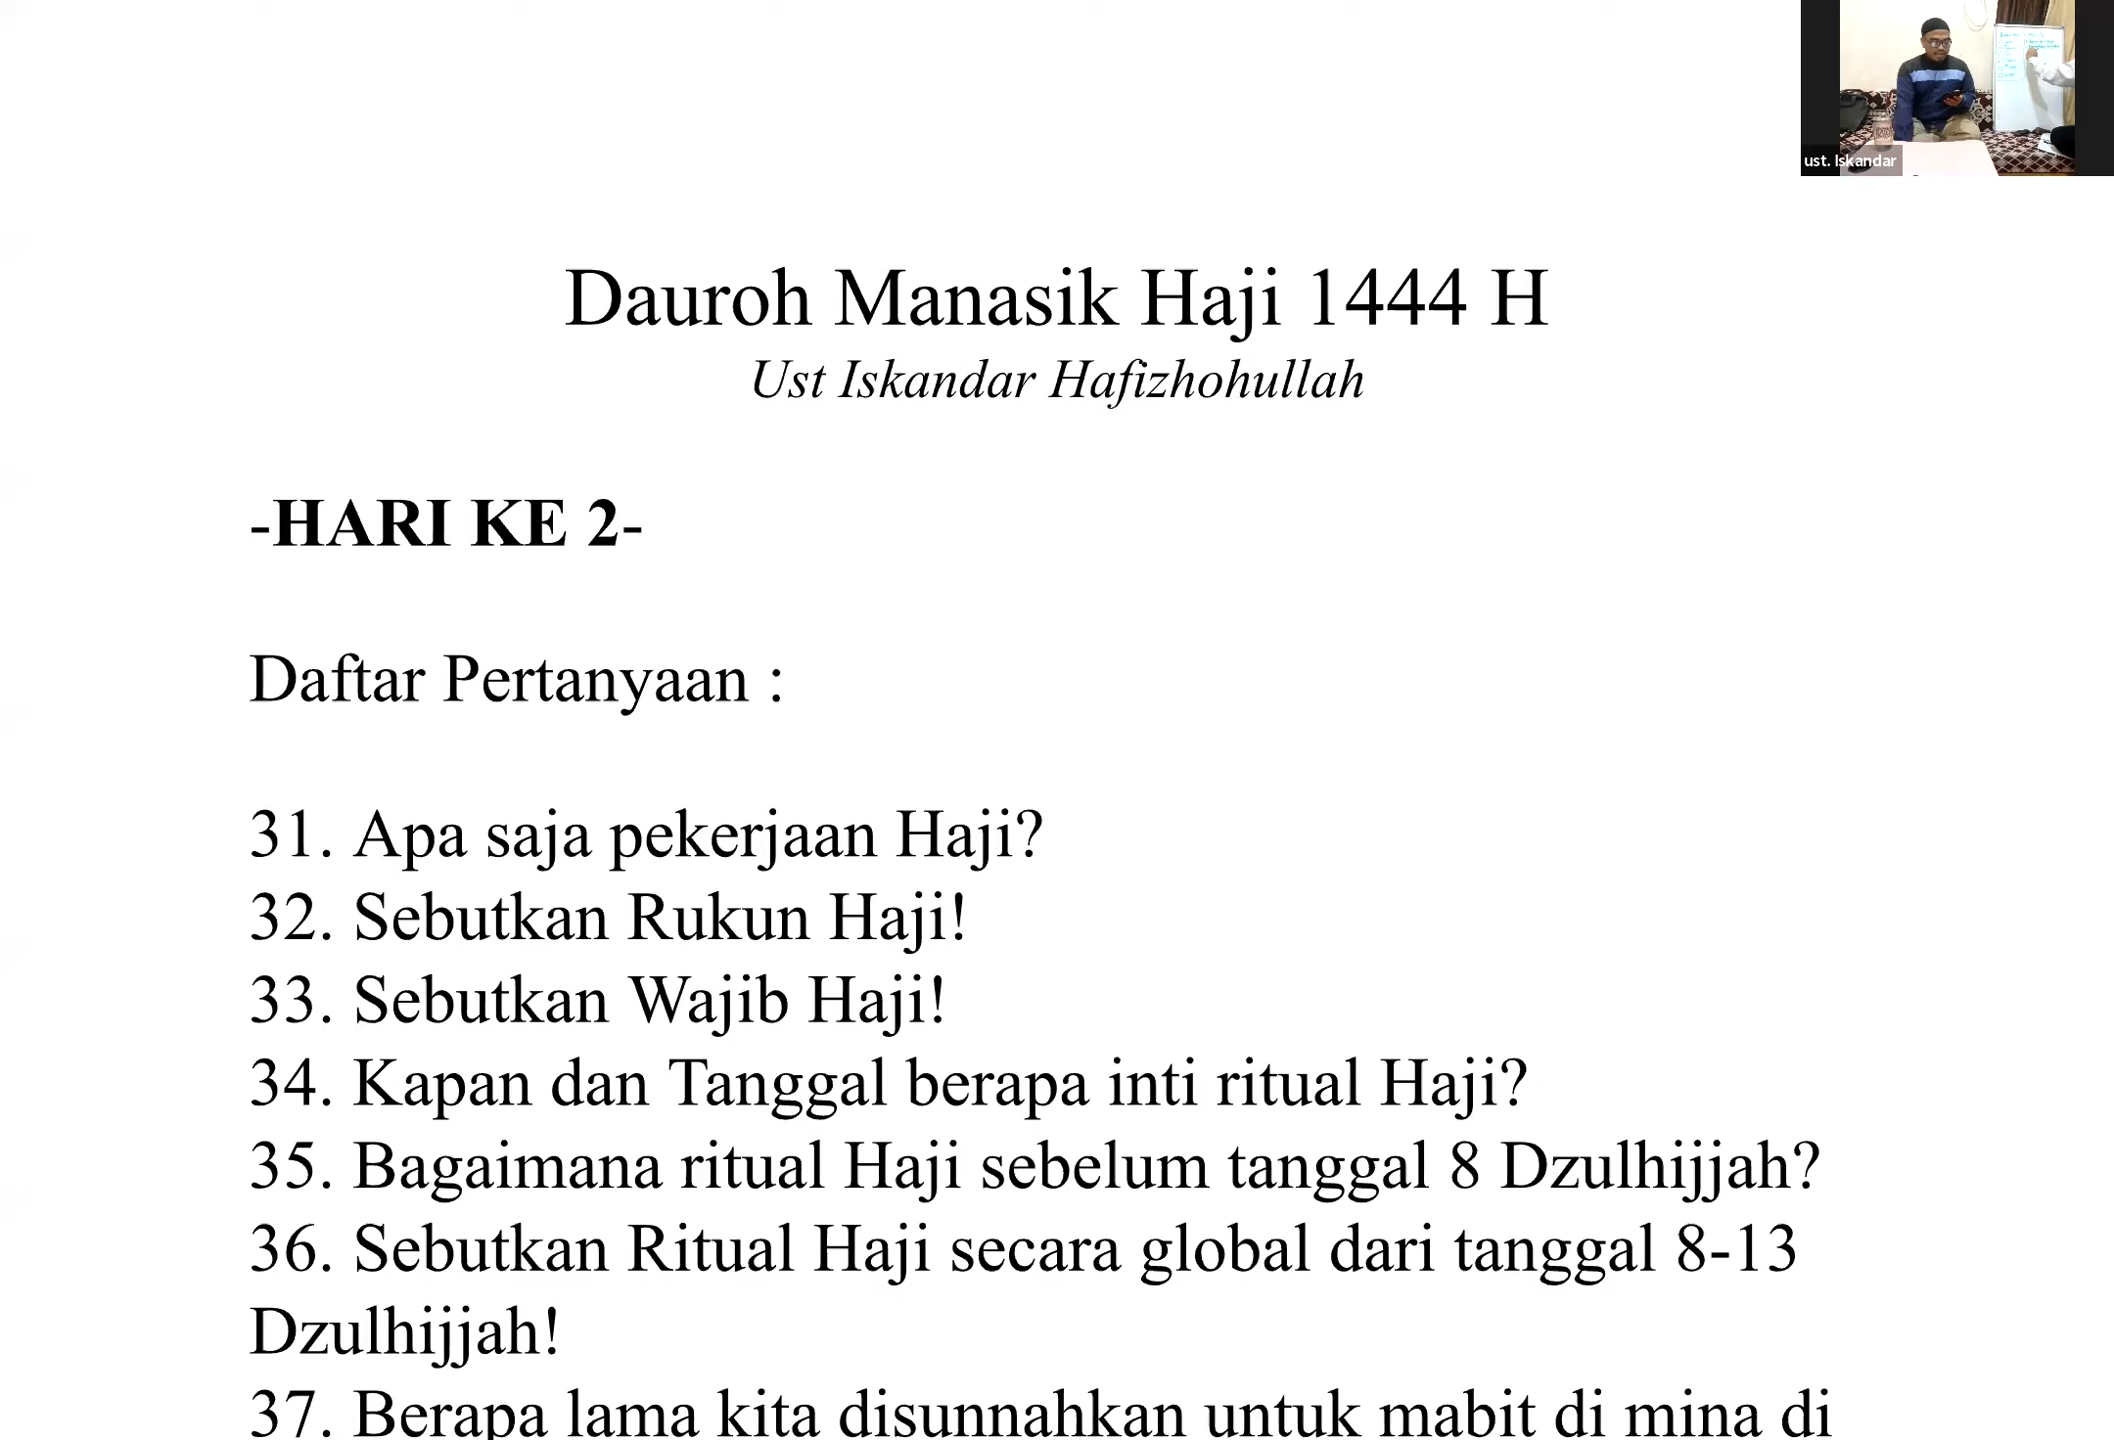 ust. Iskandar
Dauroh Manasik Haji 1444 H
Ust Iskandar Hafizhohullah
-HARI KE 2-
Daftar Pertanyaan :
31. Apa saja pekerjaan Haji?
32. Sebutkan Rukun Haji!
33. Sebutkan Wajib Haji!
34. Kapan dan Tanggal berapa inti ritual Haji?
35. Bagaimana ritual Haji sebelum tanggal 8 Dzulhijjah?
36. Sebutkan Ritual Haji secara global dari tanggal 8-13
Dzulhijjah!
37. Berapa lama kita disunnahkan untuk mabit di mina di